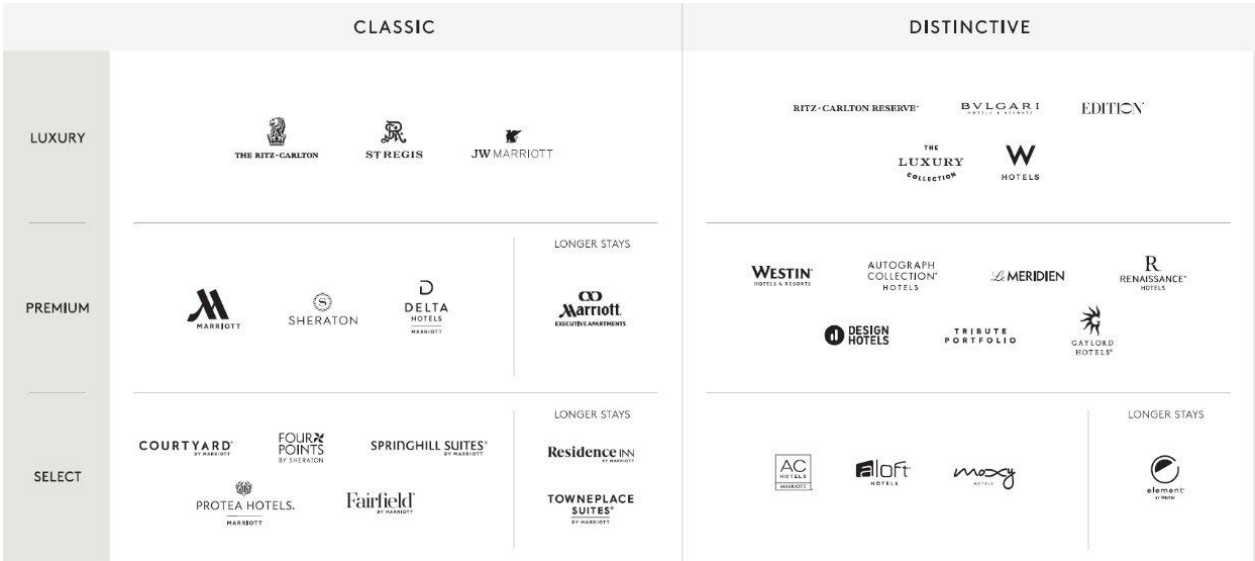 CLASSIC
DISTINCTIVE
LUXURY
THE RITZ-CARLTON
ST REGIS
JW MARRIOTT
RITZ-CARLTON RESERVE®
BVLGARI
HOTELS & RESORTS
EDITION®
THE
LUXURY
COLLECTION
W
HOTELS
PREMIUM
MARRIOTT
S
SHERATON
D
DELTA
HOTELS
MARRIOTT
LONGER STAYS
Marriott
EXECUTIVE APARTMENTS
WESTIN®
HOTELS & RESORTS
AUTOGRAPH
COLLECTION®
HOTELS
Le MERIDIEN
R
RENAISSANCE®
HOTELS
DESIGN
HOTELS
TRIBUTE
PORTFOLIO
GAYLORD
HOTELS®
SELECT
COURTYARD®
BY MARRIOTT
FOUR
POINTS
BY SHERATON
SPRINGHILL SUITES®
BY MARRIOTT
PROTEA HOTELS.
MARRIOTT
Fairfield®
BY MARRIOTT
LONGER STAYS
Residence INN
BY MARRIOTT
TOWNEPLACE
SUITES®
BY MARRIOTT
AC
HOTELS
MARRIOTT
aloft
HOTELS
moxy
HOTELS
LONGER STAYS
element®
BY WESTIN